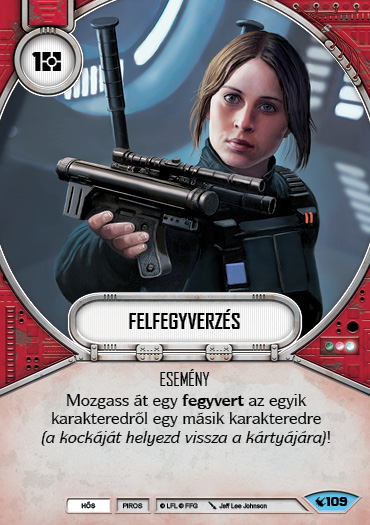 1
FELFEGYVERZÉS
ESEMÉNY
Mozgass át egy fegyvert az egyik
karakteredről egy másik karakteredre
(a kockáját helyezd vissza a kártyájára)!
HŐS PIROS © LFL © FFG Jeff Lee Johnson 109